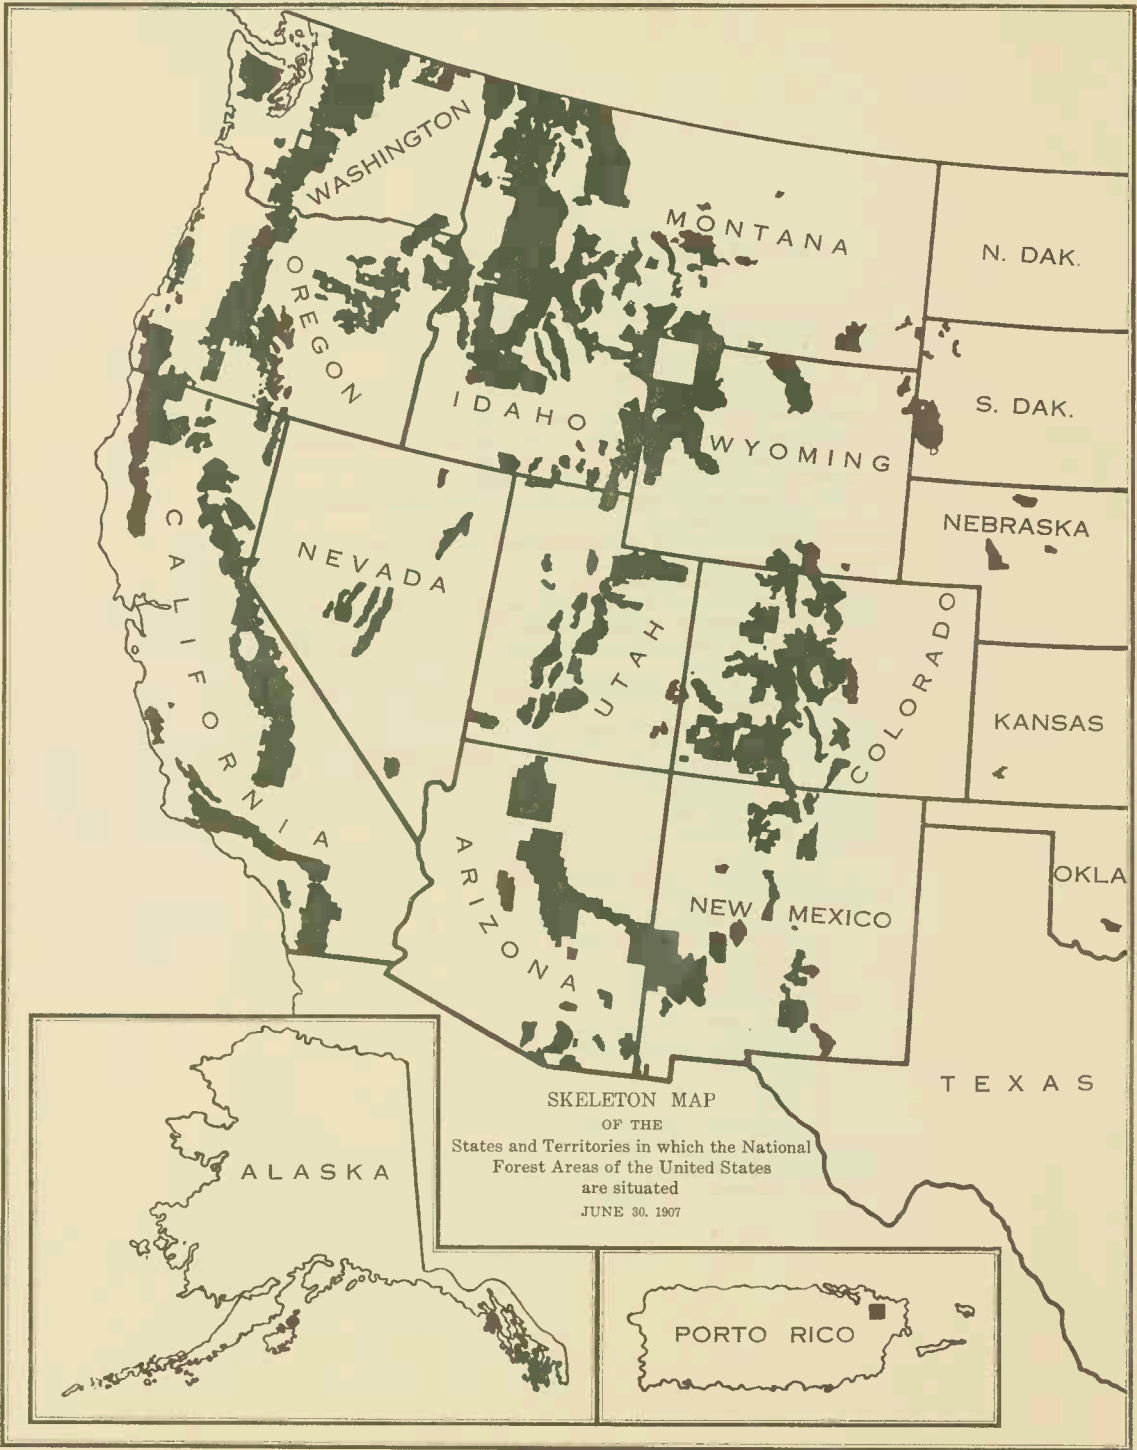 WASHINGTON
MONTANA
N. DAK.
OREGON
IDAHO
S. DAK.
WYOMING
NEBRASKA
NEVADA
CALIFORNIA
UTAH
COLORADO
KANSAS
ARIZONA
NEW MEXICO
OKLA
TEXAS
SKELETON MAP
OF THE
States and Territories in which the National
Forest Areas of the United States
are situated
JUNE 30, 1907
ALASKA
PORTO RICO